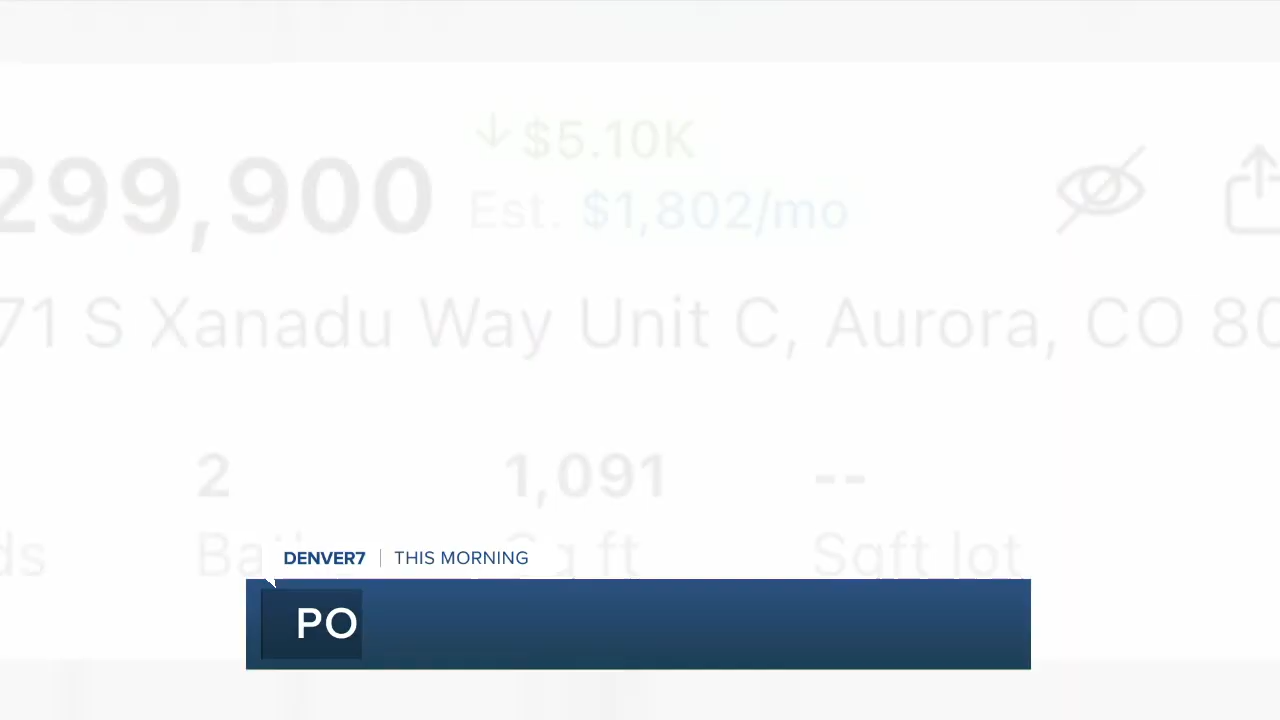 ↓ $5.10K
299,900
Est. $1,802/mo
71 S Xanadu Way Unit C, Aurora, CO 80
2
1,091
--
ds
Sqft lot
DENVER7 | THIS MORNING
PO